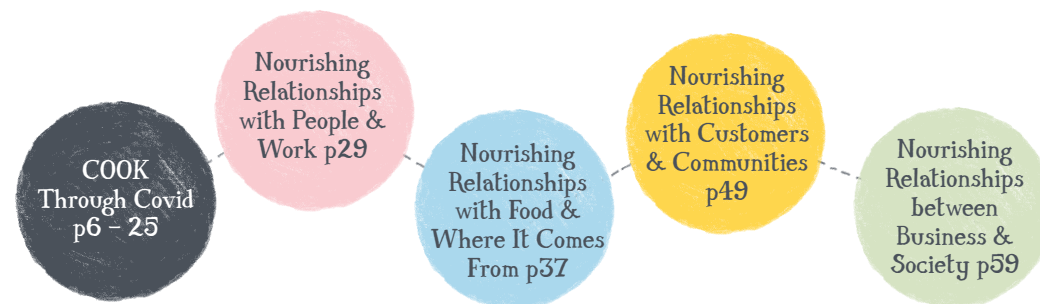 COOK
Through Covid
p6 – 25
Nourishing
Relationships
with People &
Work p29
Nourishing
Relationships
with Food &
Where It Comes
From p37
Nourishing
Relationships
with Customers
& Communities
p49
Nourishing
Relationships
between
Business &
Society p59